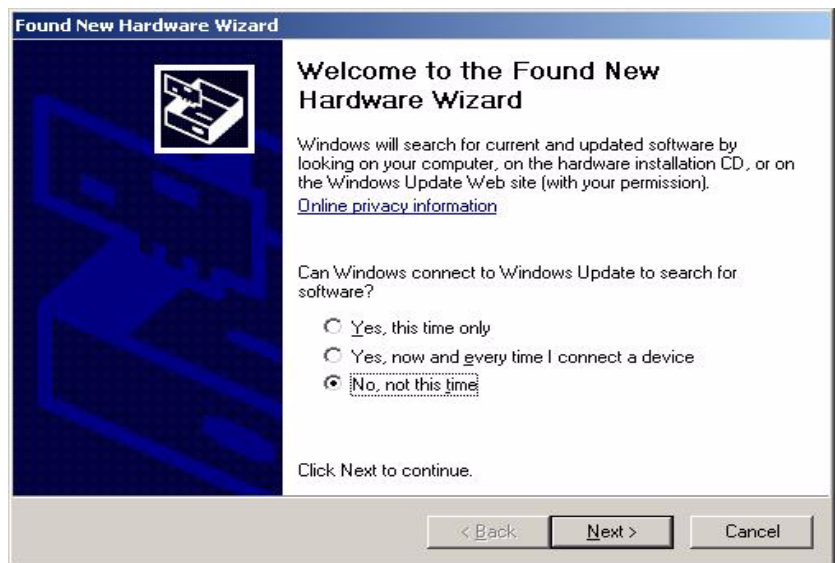 Found New Hardware Wizard
Welcome to the Found New
Hardware Wizard
Windows will search for current and updated software by
looking on your computer, on the hardware installation CD, or on
the Windows Update Web site (with your permission).
Online privacy information
Can Windows connect to Windows Update to search for
software?
Yes, this time only
Yes, now and every time I connect a device
No, not this time
Click Next to continue.
< Back Next > Cancel